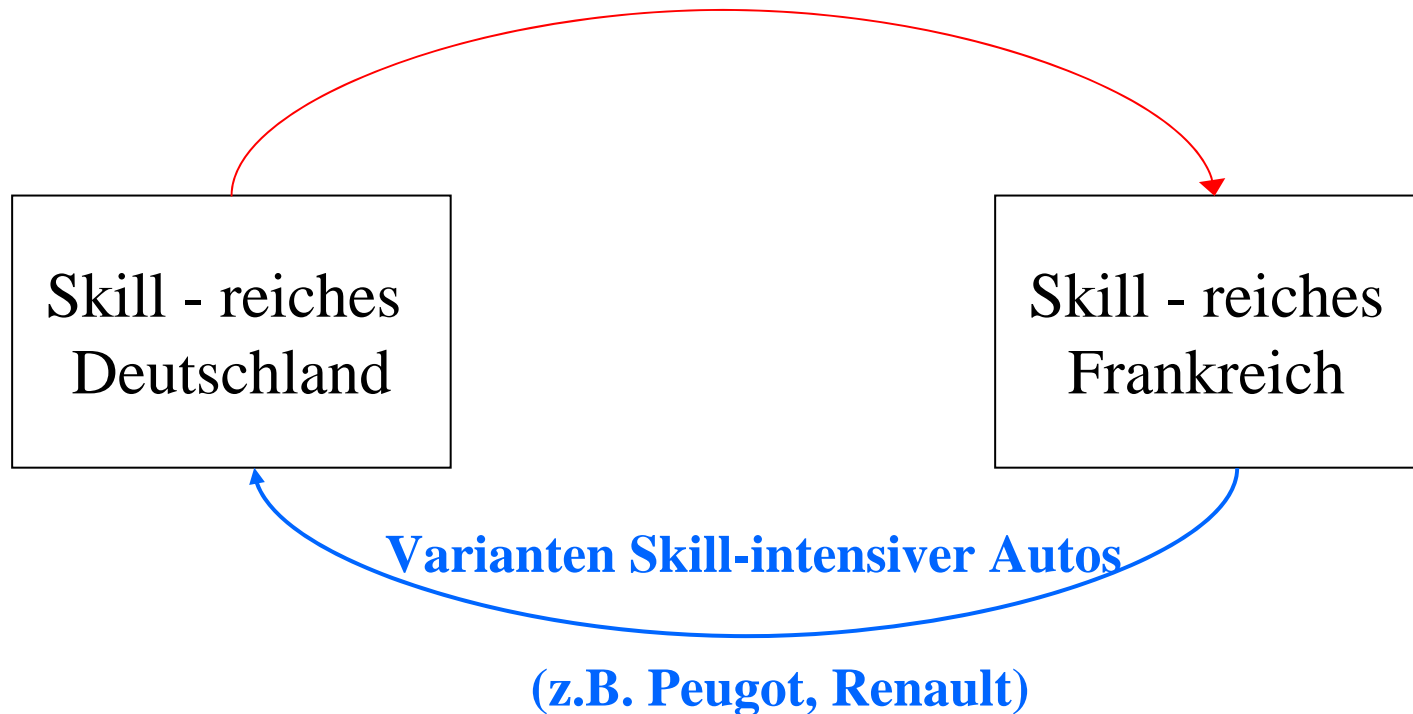 Skill - reiches
Deutschland
Skill - reiches
Frankreich
Varianten Skill-intensiver Autos
(z.B. Peugot, Renault)